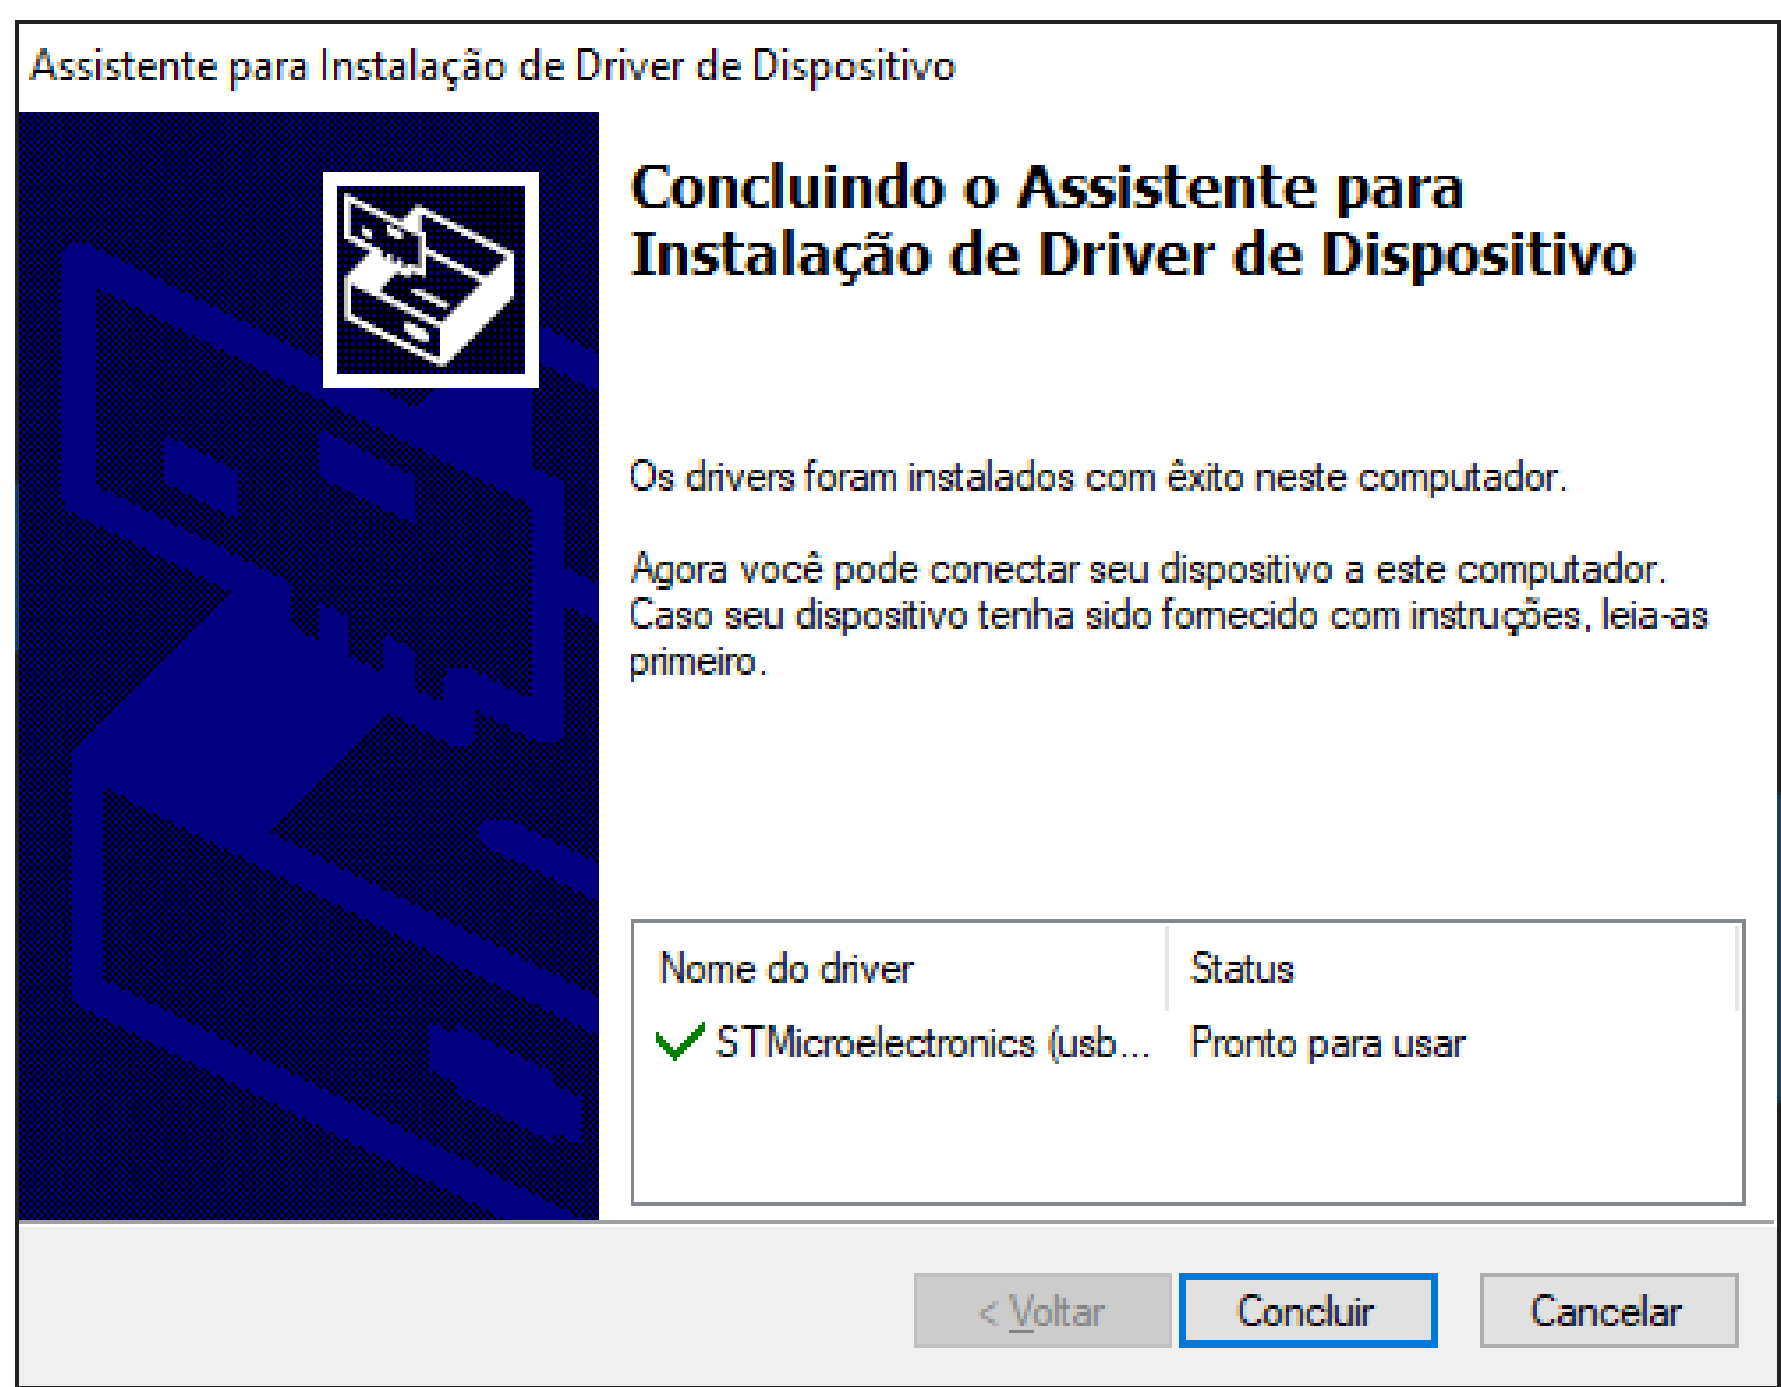 Assistente para Instalação de Driver de Dispositivo
Concluindo o Assistente para
Instalação de Driver de Dispositivo
Os drivers foram instalados com êxito neste computador.
Agora você pode conectar seu dispositivo a este computador.
Caso seu dispositivo tenha sido fornecido com instruções, leia-as
primeiro.
Nome do driver Status
STMicroelectronics (usb... Pronto para usar
< Voltar Concluir Cancelar